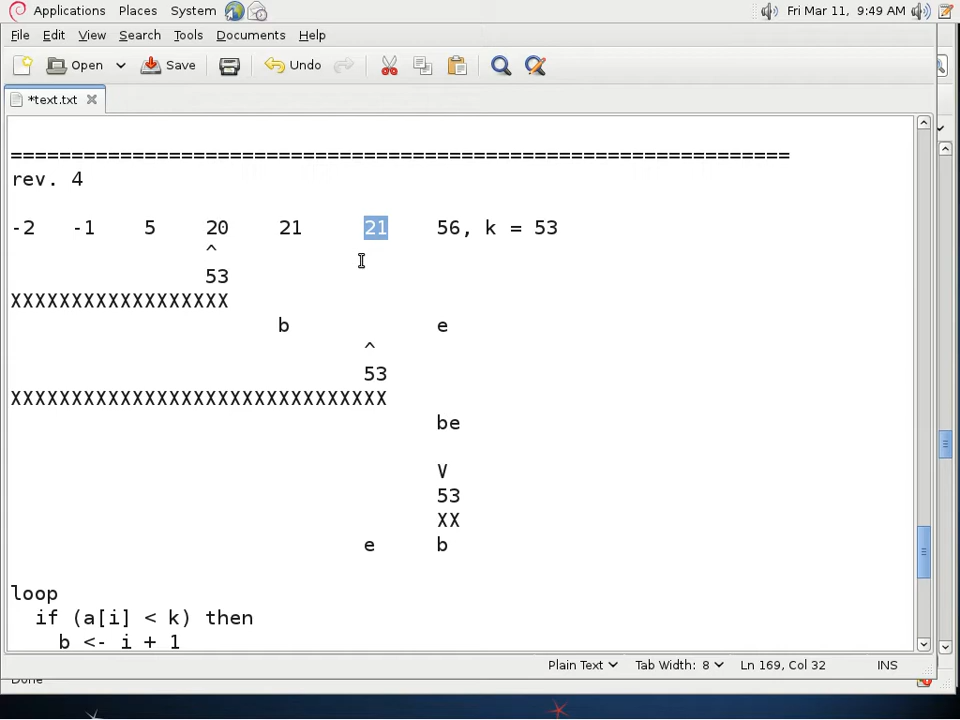 Applications Places System Fri Mar 11, 9:49 AM
File Edit View Search Tools Documents Help
Open Save Undo
*text.txt
=================================================================
rev. 4
-2 -1 5 20 21 21 56, k = 53
^
53
XXXXXXXXXXXXXXXXXX
b e
^
53
XXXXXXXXXXXXXXXXXXXXXXXXXXXXXXX
be
V
53
XX
e b
loop
if (a[i] < k) then
b <- i + 1
Plain Text Tab Width: 8 Ln 169, Col 32 INS
Done